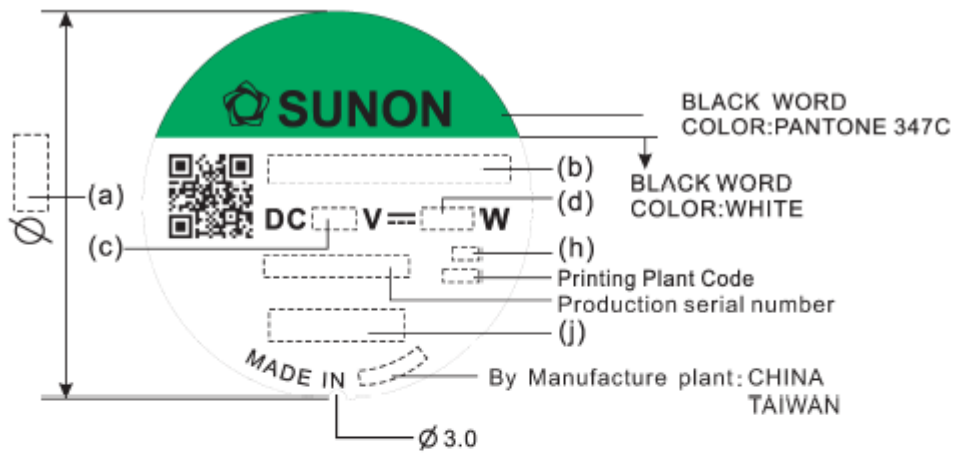 SUNON
BLACK WORD
COLOR:PANTONE 347C
BLACK WORD
COLOR:WHITE
Ø
(a)
(b)
DC V W
(d)
(c)
(h)
Printing Plant Code
Production serial number
(j)
MADE IN
By Manufacture plant: CHINA
TAIWAN
Ø 3.0